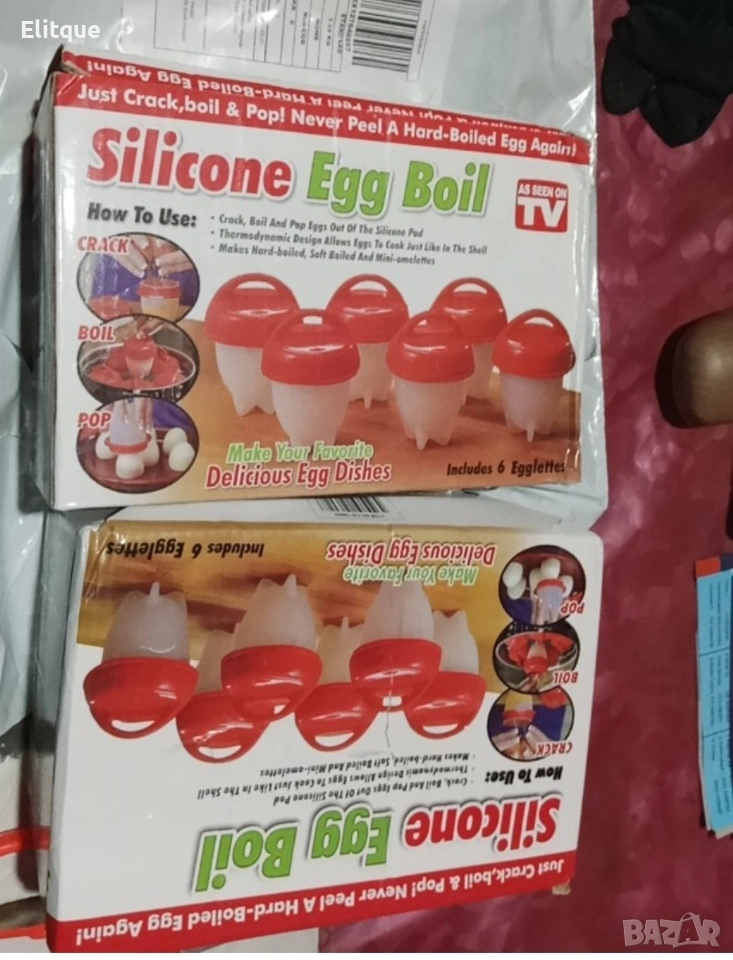 Elitque
Just Crack,boil & Pop! Never Peel A Hard-Boiled Egg Again!
Silicone Egg Boil
AS SEEN ON
TV
How To Use:
• Crack, Boil And Pop Eggs Out Of The Silicone Pod
• Thermodynamic Design Allows Eggs To Cook Just Like In The Shell
• Makes Hard-boiled, Soft Boiled And Mini-omelettes
CRACK
BOIL
POP
Make Your Favorite
Delicious Egg Dishes
Includes 6 Egglettes
Just Crack,boil & Pop! Never Peel A Hard-Boiled Egg Again!
Silicone Egg Boil
How To Use:
• Crack, Boil And Pop Eggs Out Of The Silicone Pod
• Thermodynamic Design Allows Eggs To Cook Just Like In The Shell
• Makes Hard-boiled, Soft Boiled And Mini-omelettes
CRACK
BOIL
POP
Make Your Favorite
Delicious Egg Dishes
Includes 6 Egglettes
BAZAR